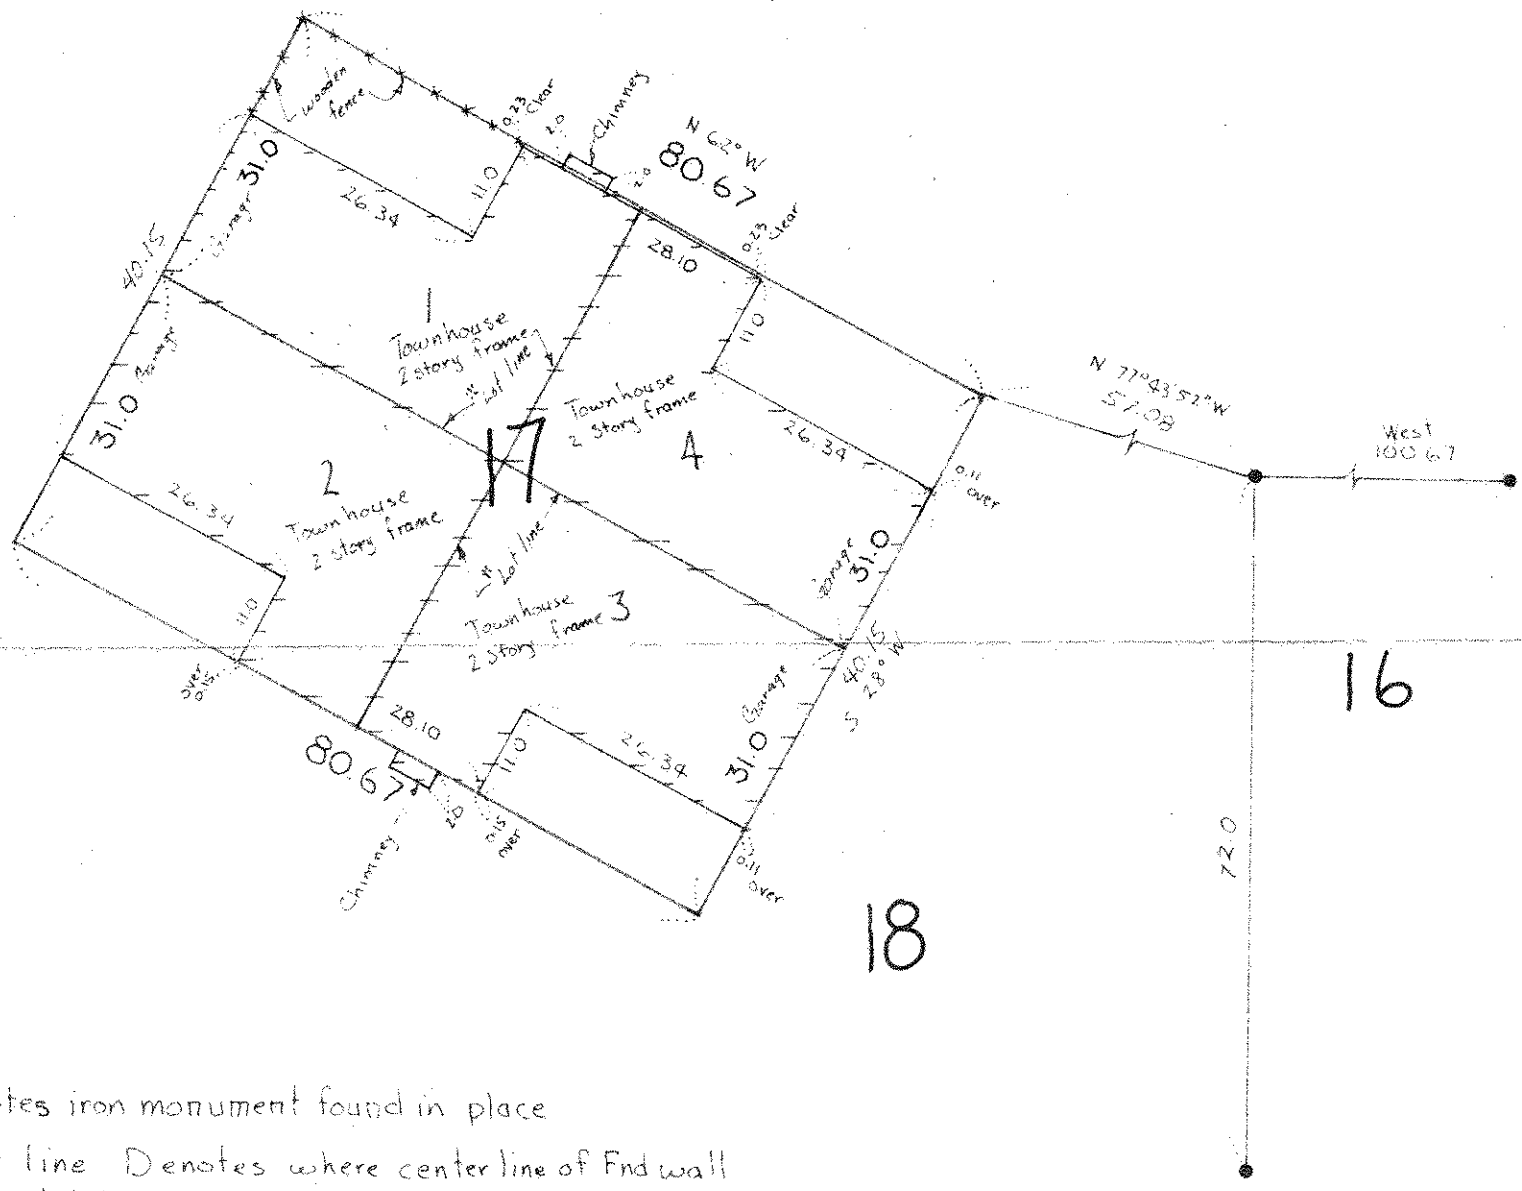 wooden
fence
0.23
Clear
2.0
Chimney
N 62° W
80.67
2.0
31.0
Garage
26.34
11.0
28.10
0.23
Clear
11.0
40.15
1
Townhouse
2 story frame
Lot line
Garage
31.0
Townhouse
2 story frame
4
26.34
0.11
over
N 77°43'52" W
57.08
West
100.67
17
2
Townhouse
2 story frame
26.34
11.0
Lot line
Townhouse
2 story frame 3
Garage
31.0
40.15
S 28° W
16
over
0.15
28.10
80.67
Chimney
2.0
11.0
0.15
over
26.34
Garage
31.0
0.11
over
18
72.0
tes iron monument found in place
line Denotes where center line of End wall